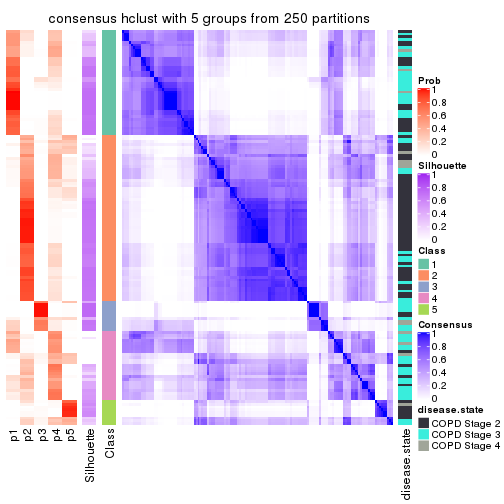 consensus hclust with 5 groups from 250 partitions
Prob
1
0.8
0.6
0.4
0.2
0
Silhouette
1
0.8
0.6
0.4
0.2
0
Class
1
2
3
4
5
Consensus
1
0.8
0.6
0.4
0.2
0
disease.state
COPD Stage 2
COPD Stage 3
COPD Stage 4
p1
p2
p3
p4
p5
Silhouette
Class
disease.state